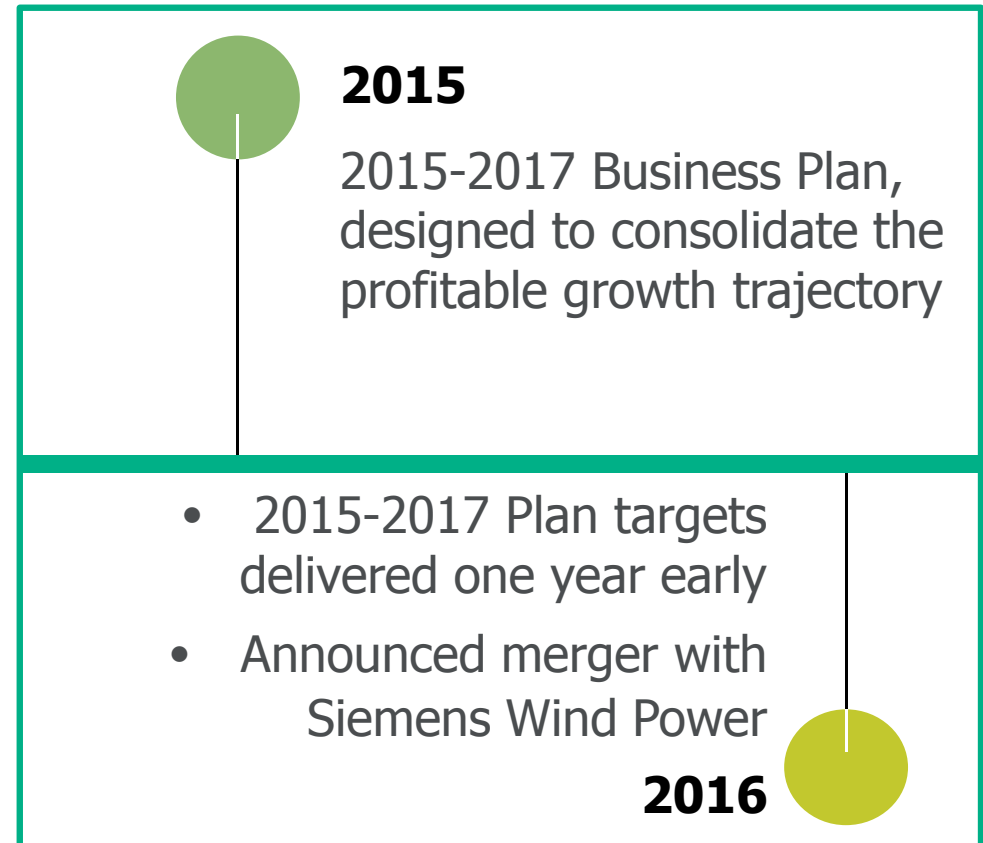 2015
2015-2017 Business Plan,
designed to consolidate the
profitable growth trajectory
• 2015-2017 Plan targets
delivered one year early
• Announced merger with
Siemens Wind Power
2016